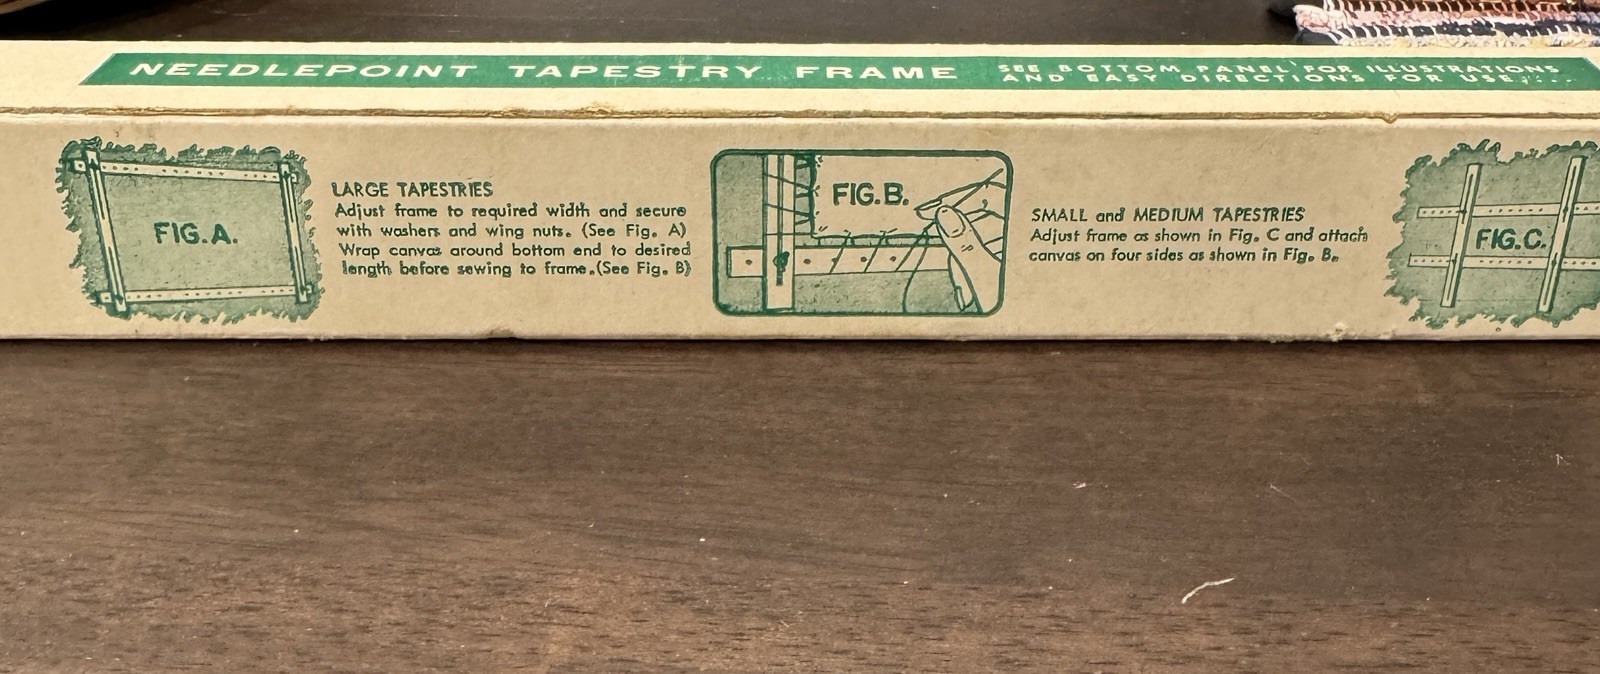 NEEDLEPOINT TAPESTRY FRAME
SEE BOTTOM PANEL FOR ILLUSTRATIONS
AND EASY DIRECTIONS FOR USE....
FIG. A.
LARGE TAPESTRIES
Adjust frame to required width and secure
with washers and wing nuts. (See Fig. A)
Wrap canvas around bottom end to desired
length before sewing to frame. (See Fig. B)
FIG. B.
SMALL and MEDIUM TAPESTRIES
Adjust frame as shown in Fig. C and attach
canvas on four sides as shown in Fig. B.
FIG. C.